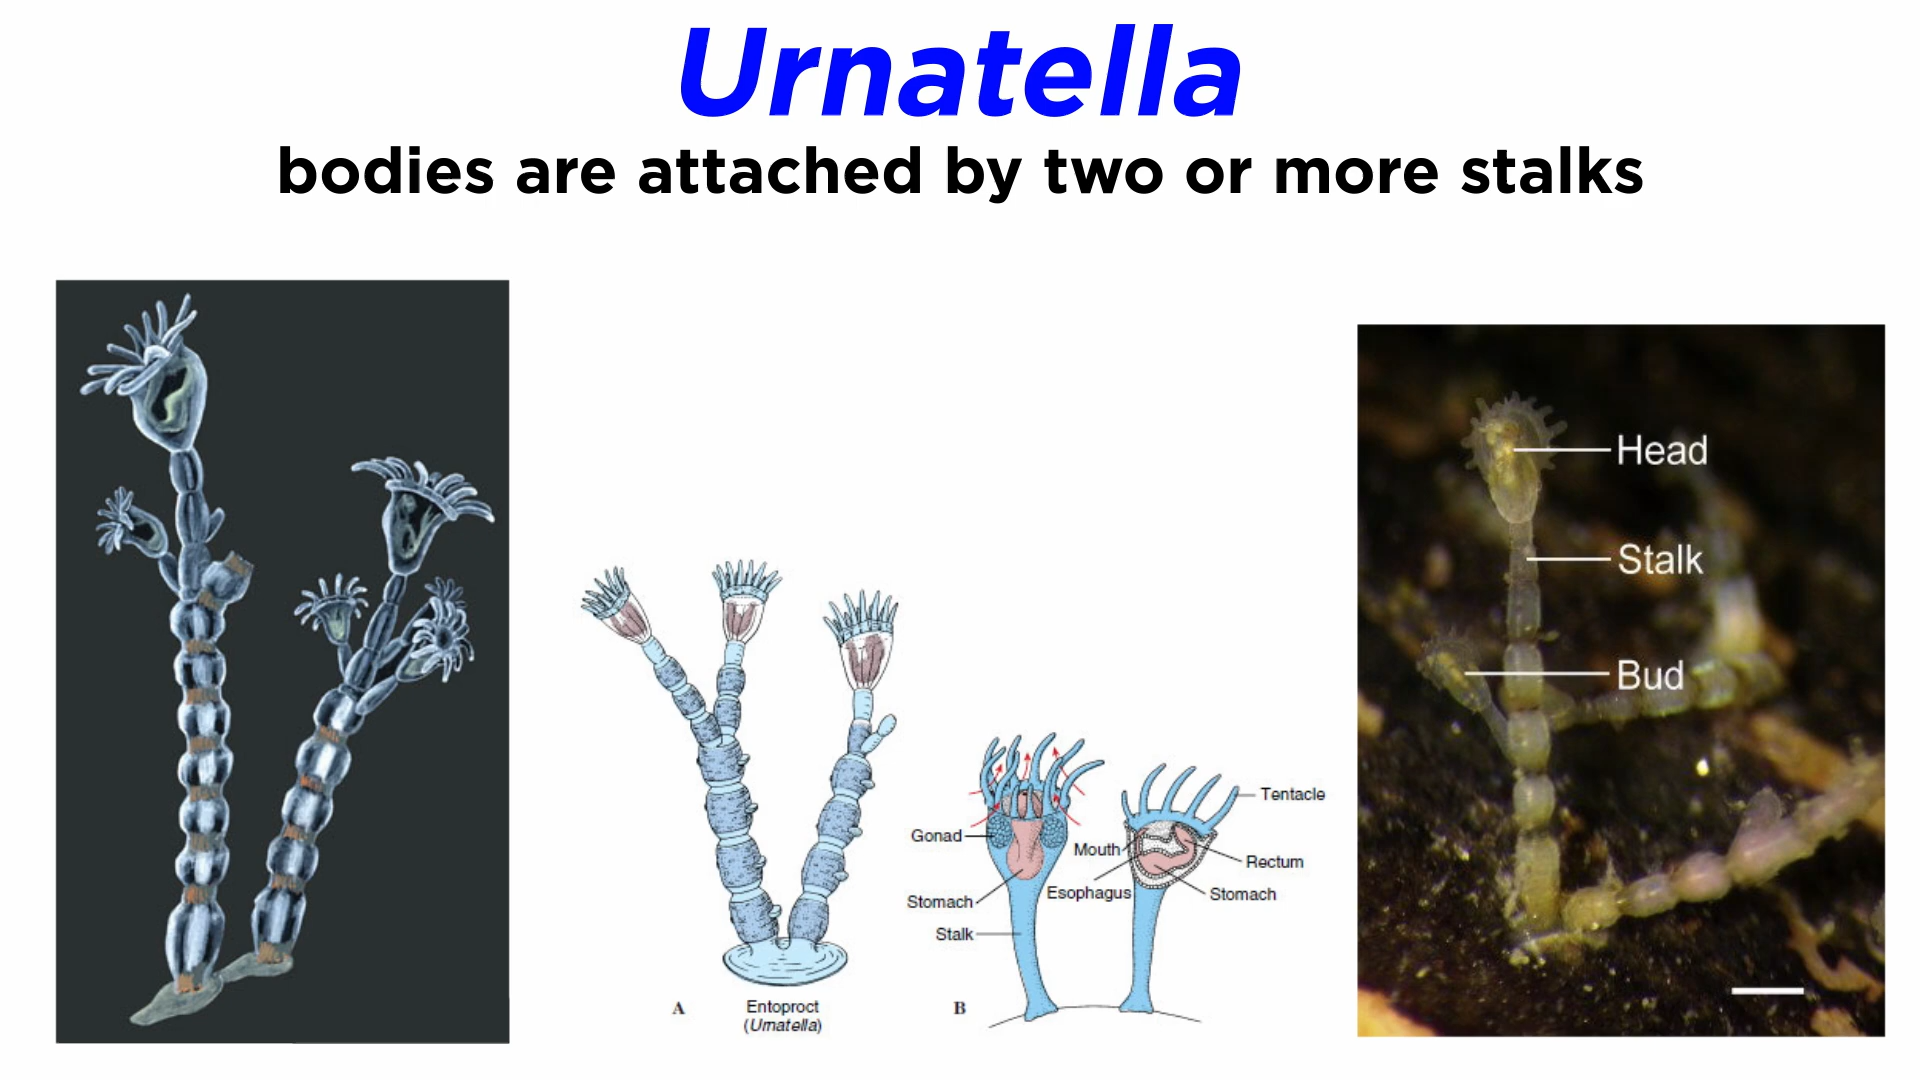 Urnatella
bodies are attached by two or more stalks
A
Entoproct
(Urnatella)
B
Gonad
Stomach
Stalk
Mouth
Esophagus
Tentacle
Rectum
Stomach
Head
Stalk
Bud